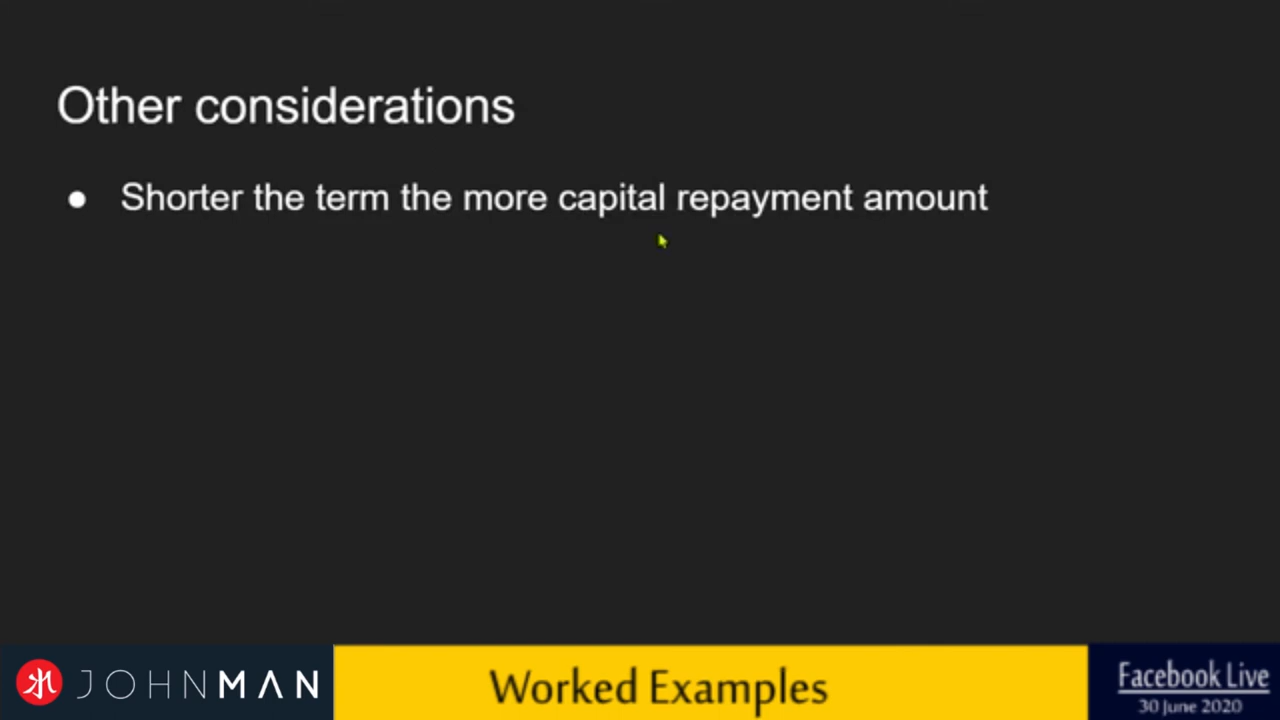 Other considerations
● Shorter the term the more capital repayment amount
JOHNMAN
Worked Examples
Facebook Live
30 June 2020